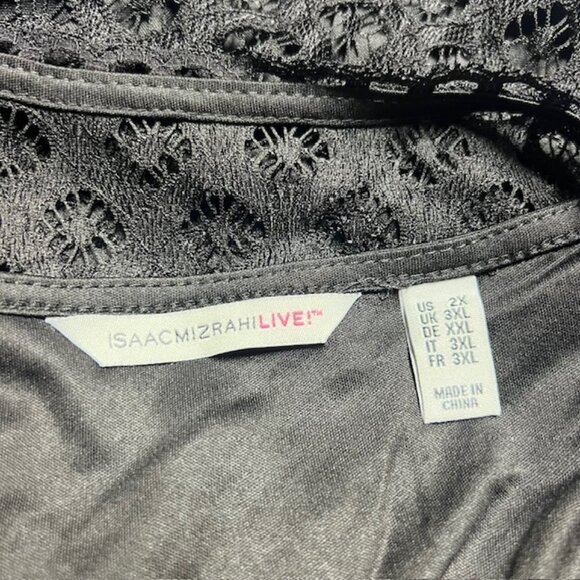 ISAACMIZRAHILIVE!™
US 2X
UK 3XL
DE XXL
IT 3XL
FR 3XL
MADE IN
CHINA